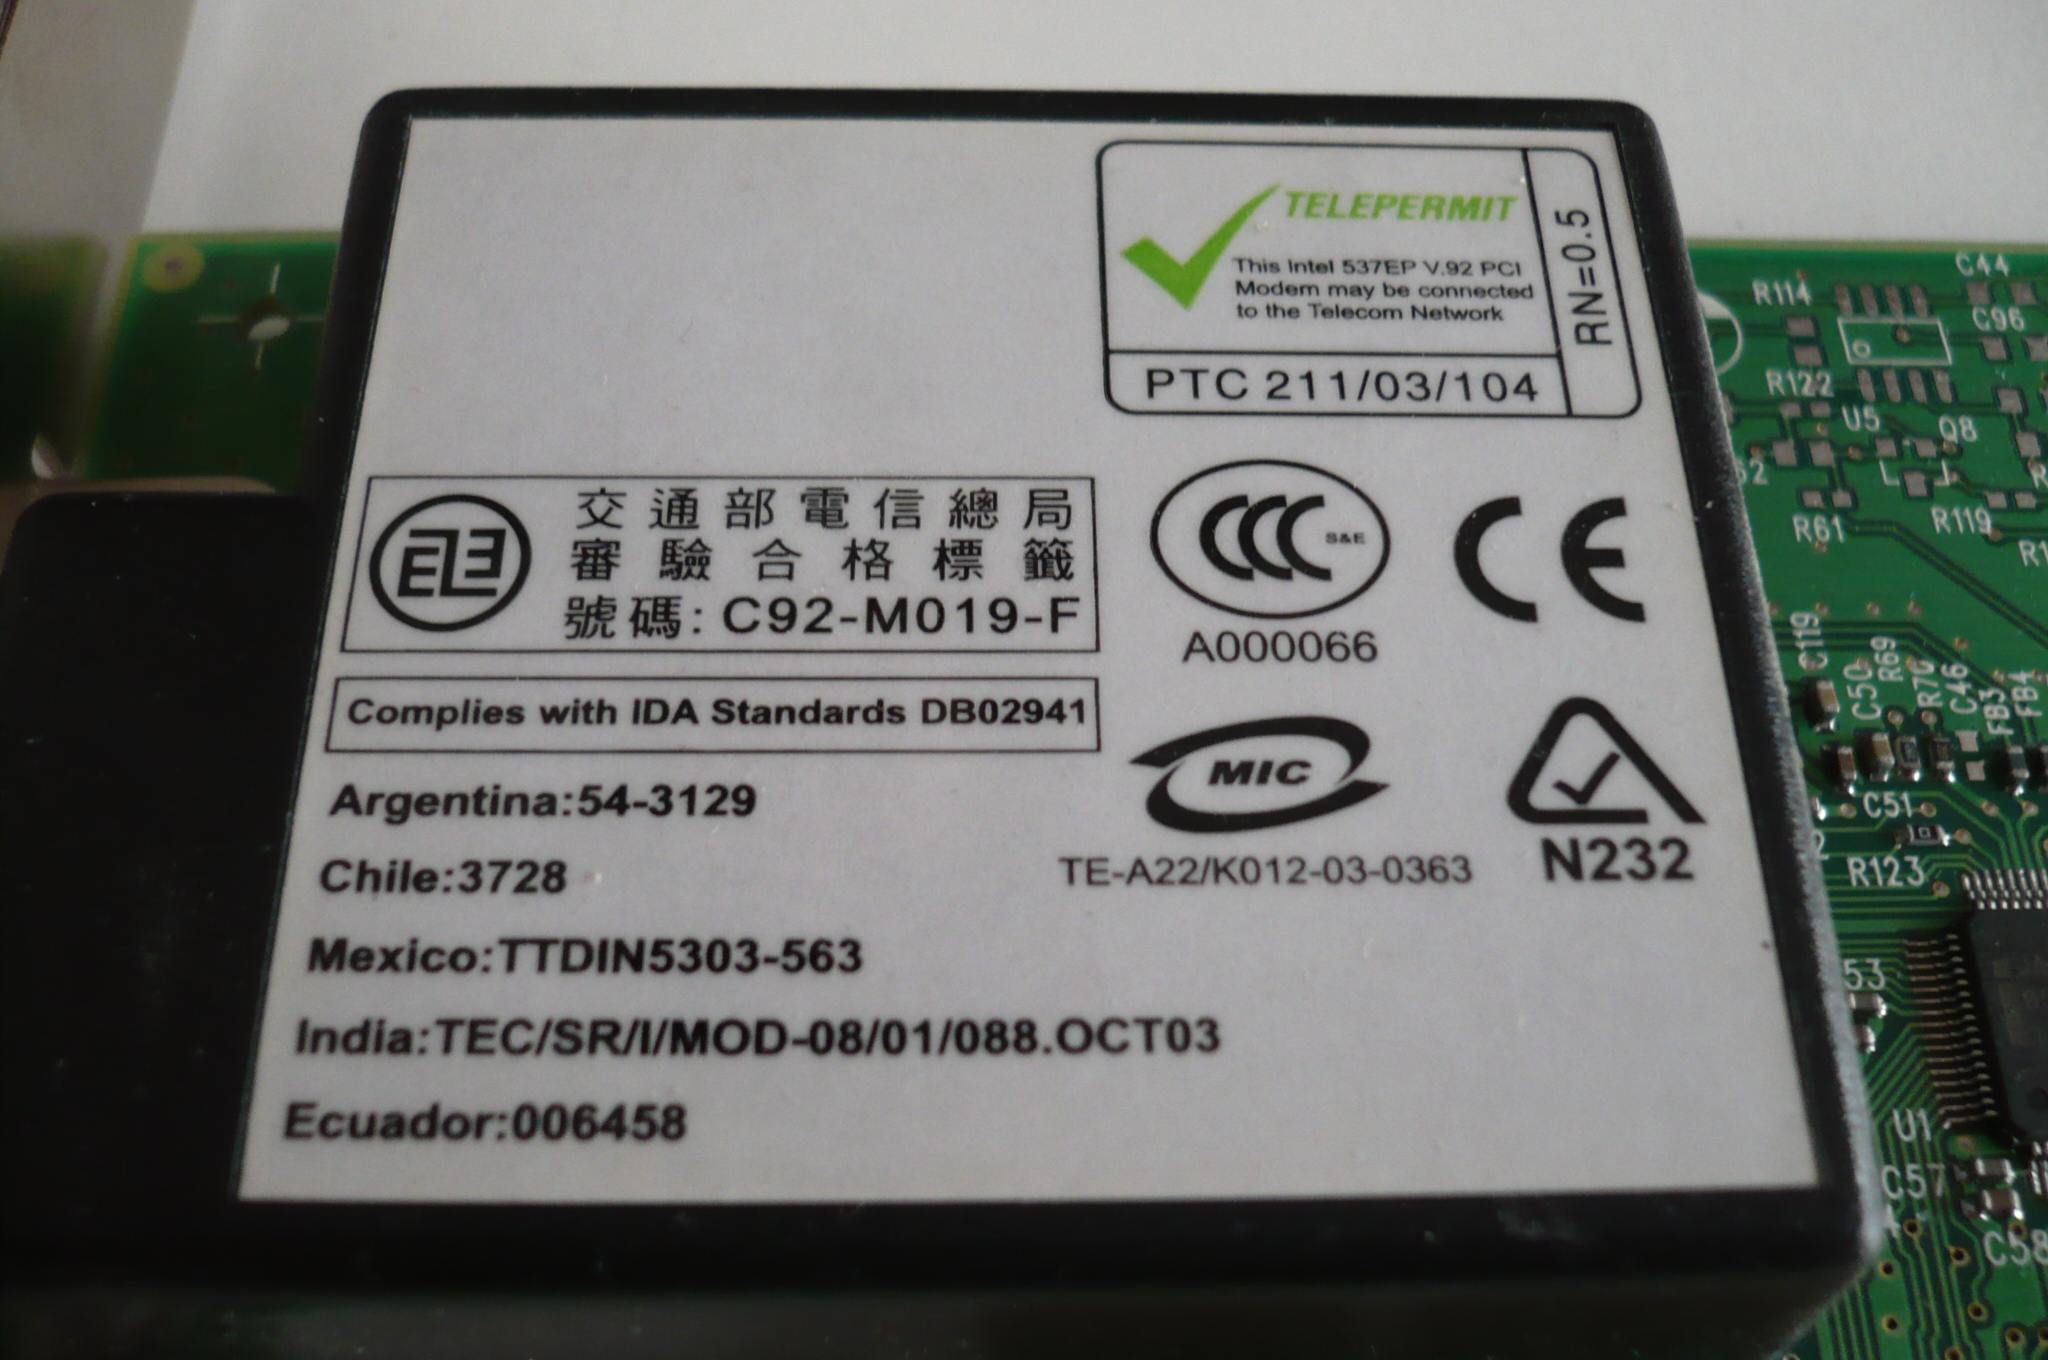 TELEPERMIT
This Intel 537EP V.92 PCI
Modem may be connected
to the Telecom Network
RN=0.5
PTC 211/03/104
交通部電信總局
審驗合格標籤
號碼: C92-M019-F
CCC S&E
A000066
CE
Complies with IDA Standards DB02941
MIC
TE-A22/K012-03-0363
N232
Argentina:54-3129
Chile:3728
Mexico:TTDIN5303-563
India:TEC/SR/I/MOD-08/01/088.OCT03
Ecuador:006458
C44
R114
C96
R122
U5
Q8
R61
R119
C119
C50
R69
R70
C46
FB3
FB4
C51
R123
53
U1
C57
C58